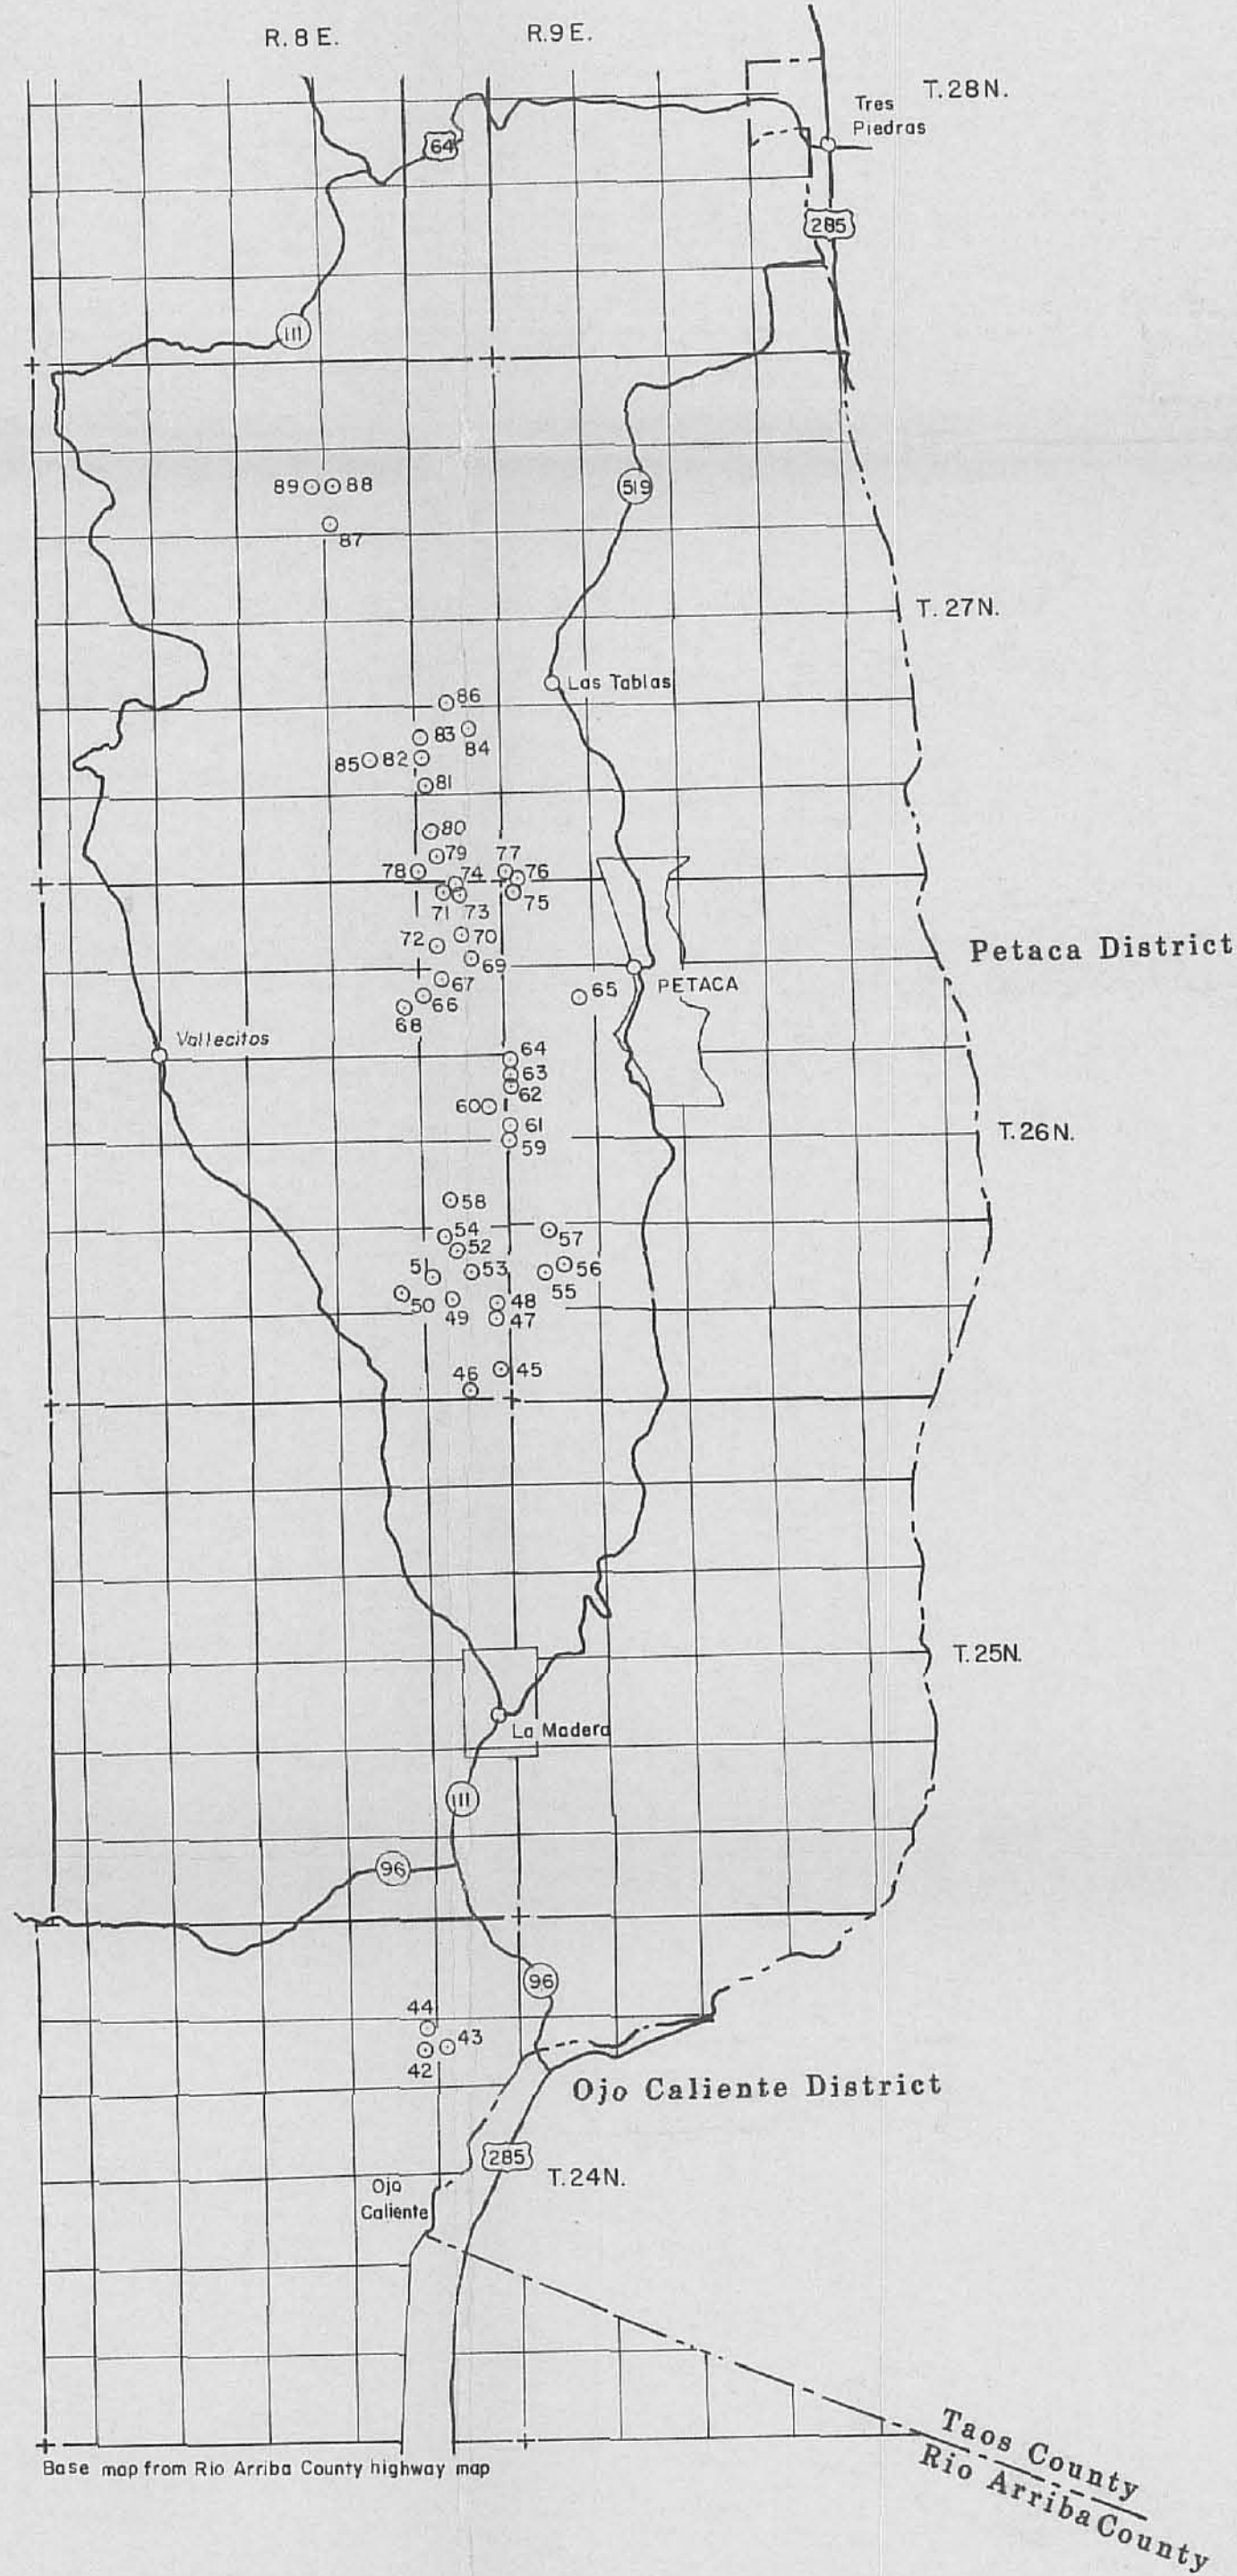 R. 8 E.
R. 9 E.
T. 28 N.
Tres
Piedras
64
285
111
89
88
519
87
T. 27 N.
Las Tablas
86
83
84
85
82
81
80
79
77
78
74
76
71
73
75
70
72
69
Petaca District
67
65
PETACA
66
68
Vallecitos
64
63
62
60
61
T. 26 N.
59
58
54
57
52
51
53
56
55
50
49
48
47
46
45
T. 25 N.
La Madera
111
96
96
44
43
42
Ojo Caliente District
285
T. 24 N.
Ojo
Caliente
Taos County
Rio Arriba County
Base map from Rio Arriba County highway map